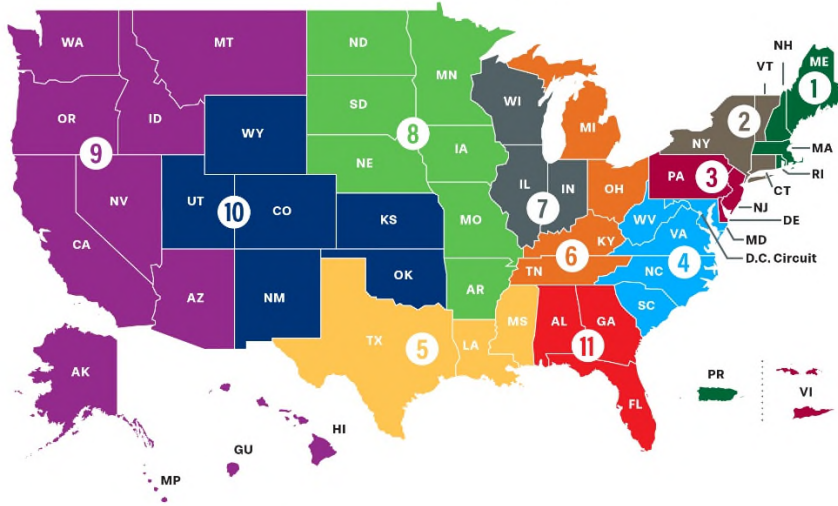 WA
MT
ND
MN
NH
ME
VT
1
OR
ID
SD
WI
MI
2
NY
MA
WY
8
9
NE
IA
PA
3
RI
CT
NV
UT
10
CO
IL
IN
OH
NJ
7
DE
CA
KS
MO
WV
VA
MD
KY
6
4
D.C. Circuit
AZ
NM
OK
AR
TN
NC
SC
TX
5
LA
MS
AL
GA
11
AK
PR
VI
FL
HI
GU
MP